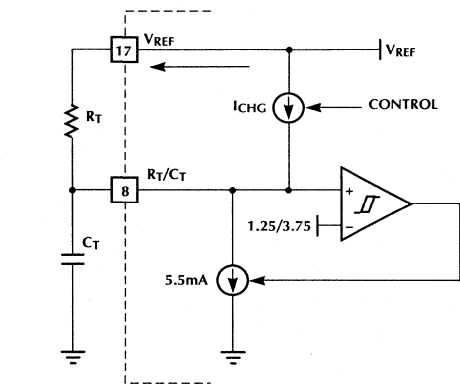 17
VREF
VREF
RT
ICHG
CONTROL
8
RT/CT
+
1.25/3.75
−
CT
5.5mA